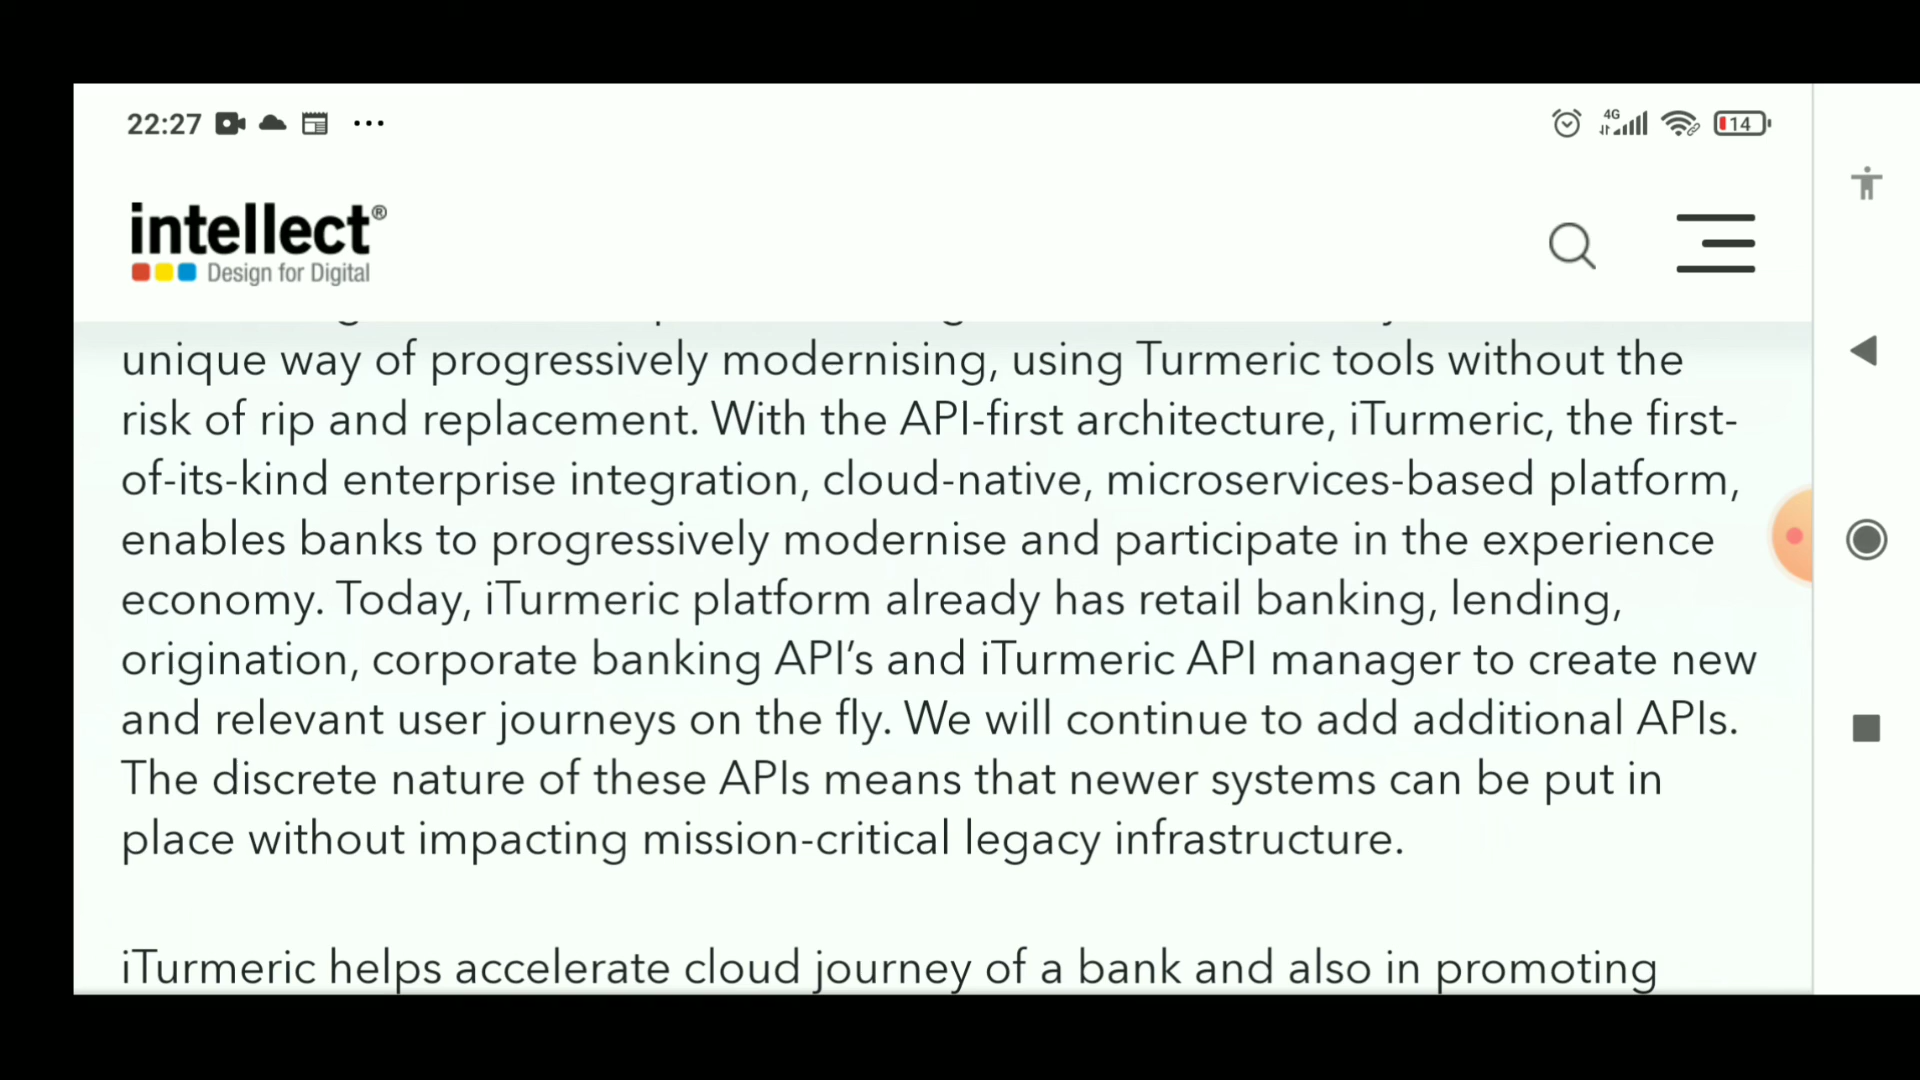 22:27
4G
14
intellect®
Design for Digital
unique way of progressively modernising, using Turmeric tools without the
risk of rip and replacement. With the API-first architecture, iTurmeric, the first-
of-its-kind enterprise integration, cloud-native, microservices-based platform,
enables banks to progressively modernise and participate in the experience
economy. Today, iTurmeric platform already has retail banking, lending,
origination, corporate banking API’s and iTurmeric API manager to create new
and relevant user journeys on the fly. We will continue to add additional APIs.
The discrete nature of these APIs means that newer systems can be put in
place without impacting mission-critical legacy infrastructure.
iTurmeric helps accelerate cloud journey of a bank and also in promoting